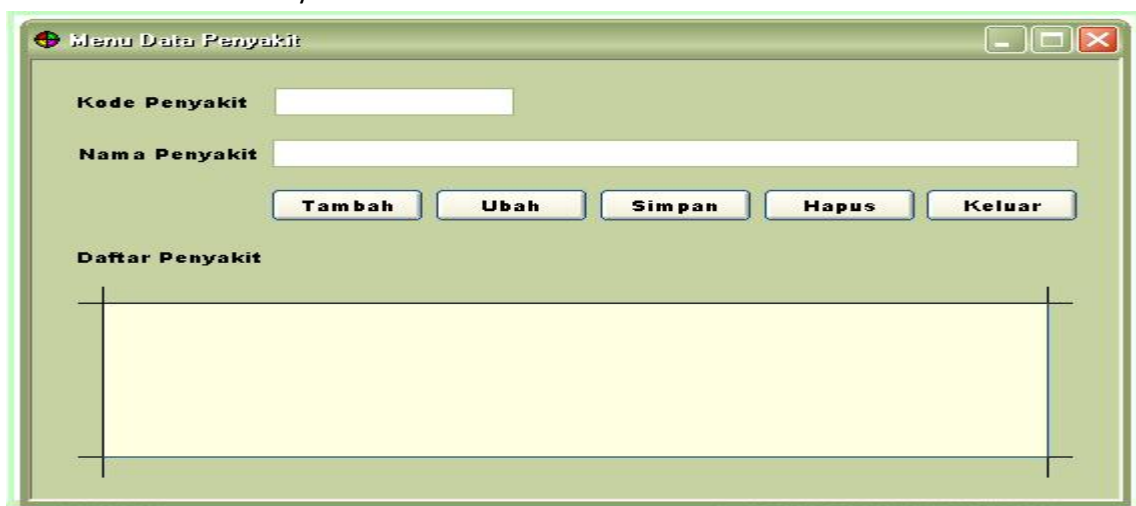 Menu Data Penyakit
Kode Penyakit
Nama Penyakit
Tambah Ubah Simpan Hapus Keluar
Daftar Penyakit